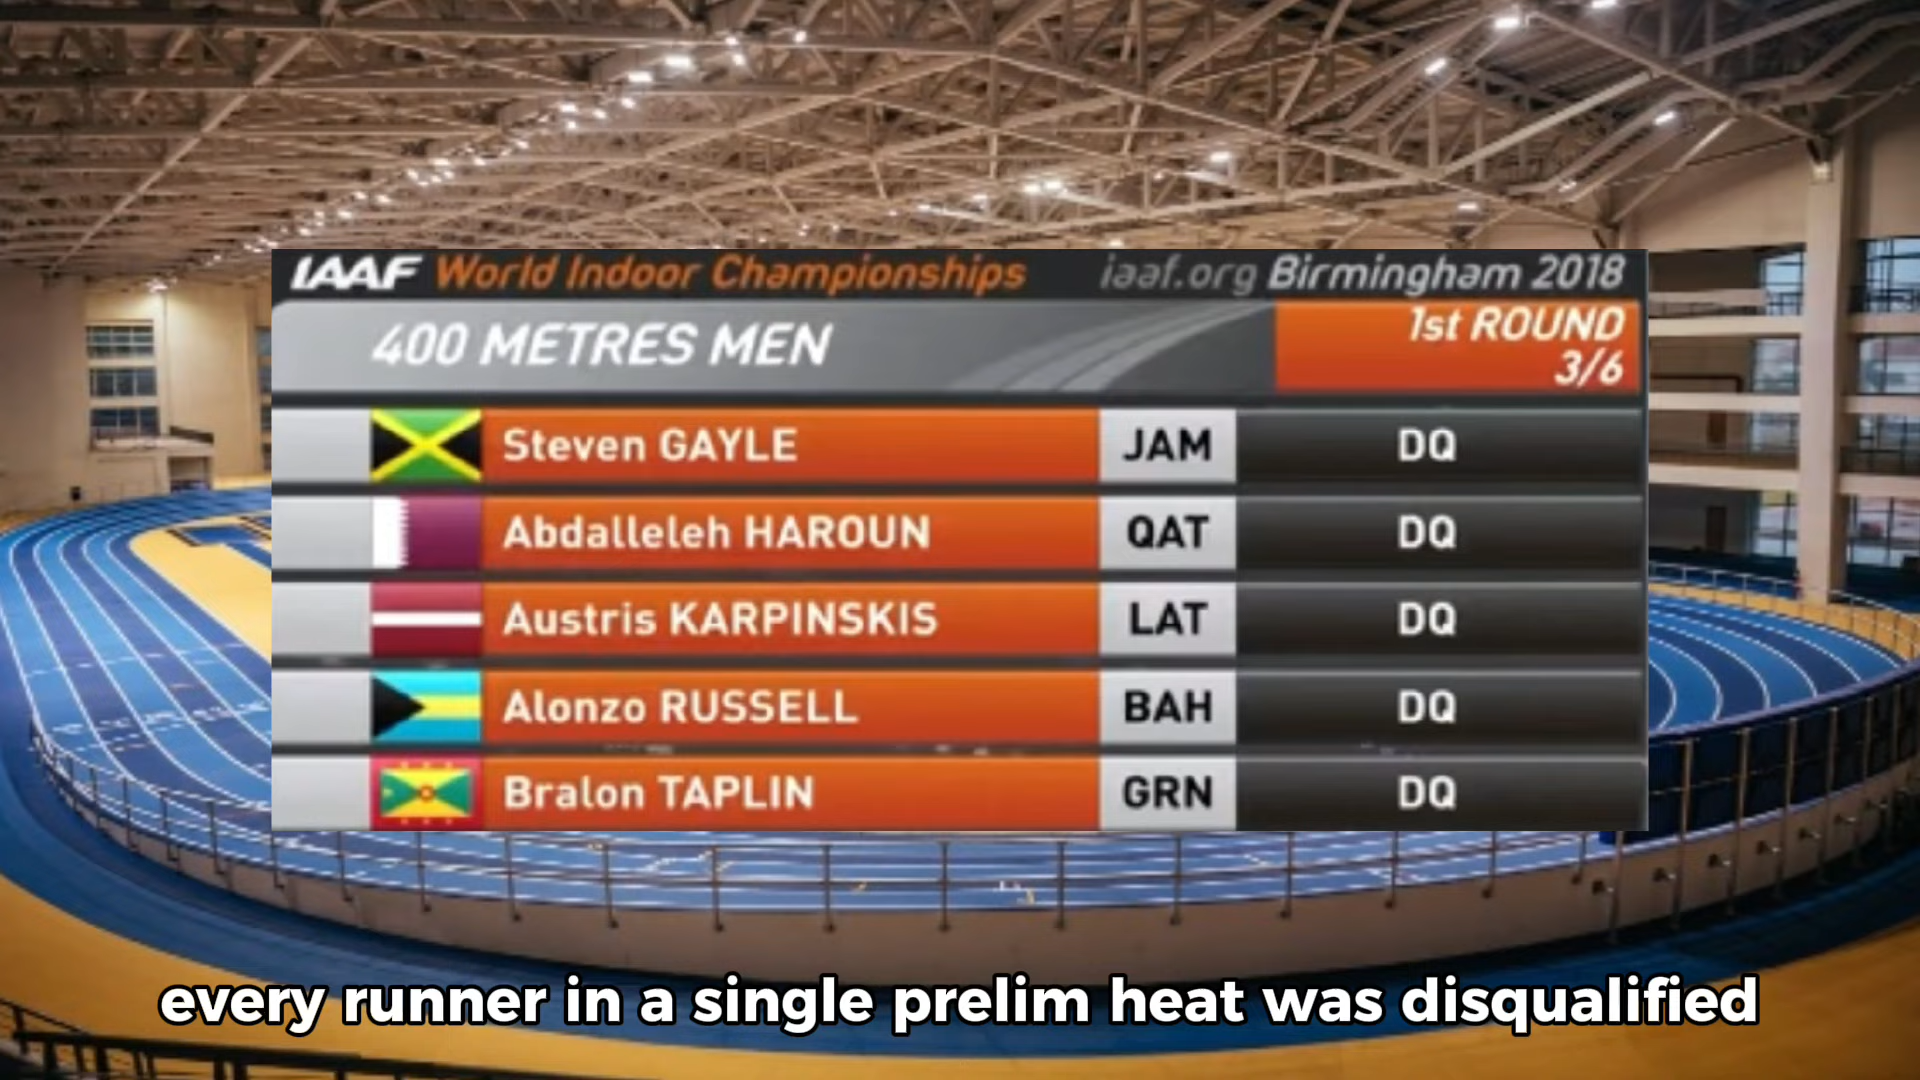 IAAF World Indoor Championships iaaf.org Birmingham 2018
400 METRES MEN
1st ROUND
3/6
Steven GAYLE JAM DQ
Abdalleleh HAROUN QAT DQ
Austris KARPINSKIS LAT DQ
Alonzo RUSSELL BAH DQ
Bralon TAPLIN GRN DQ
every runner in a single prelim heat was disqualified